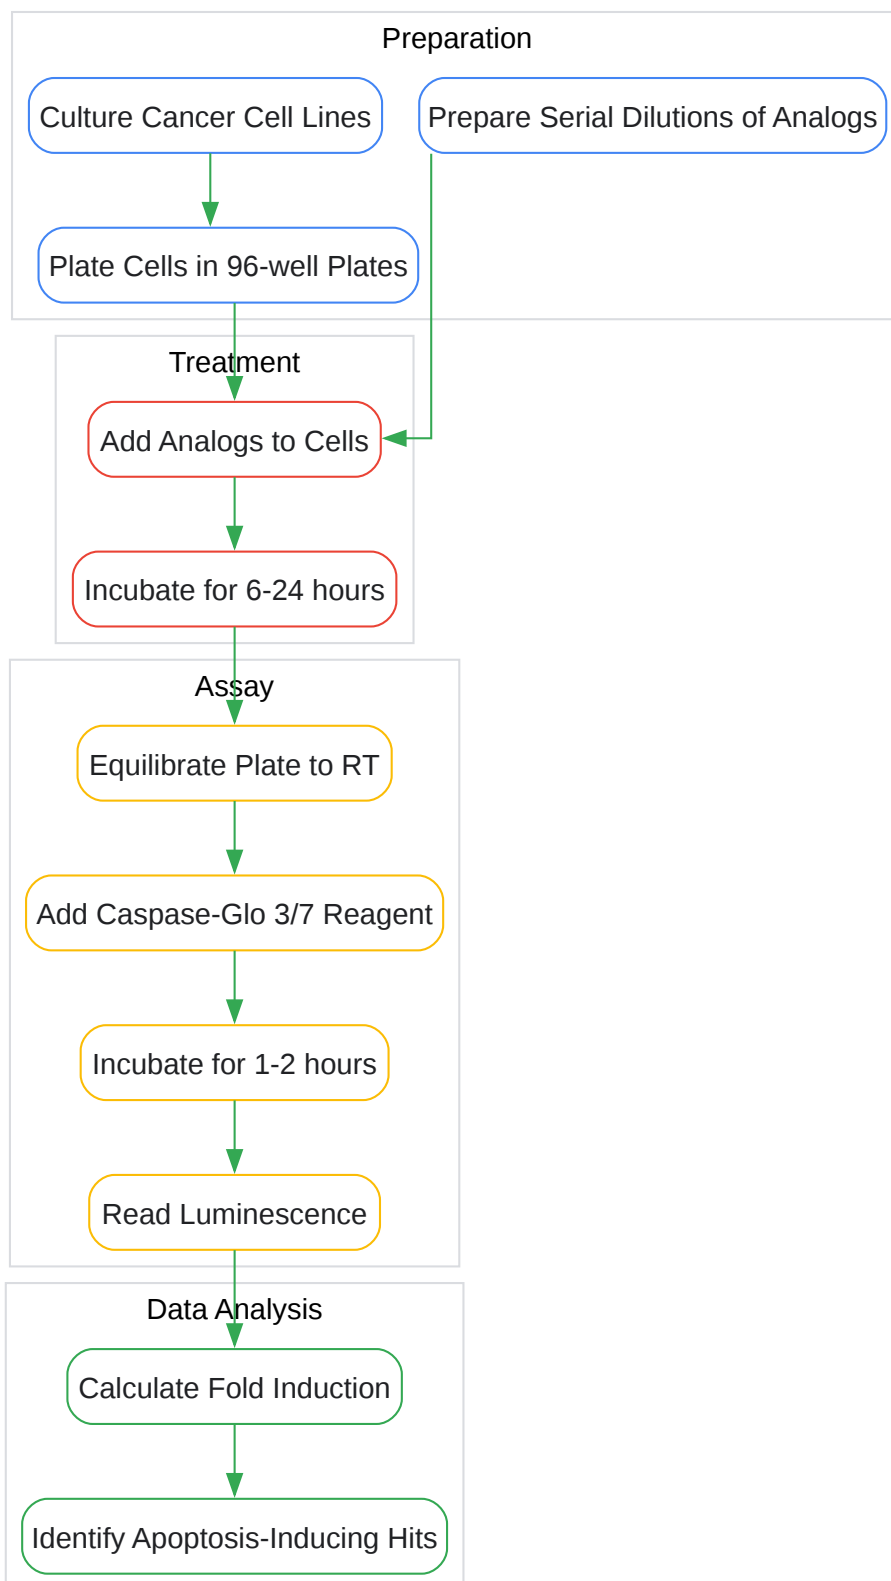 Preparation
Culture Cancer Cell Lines
Prepare Serial Dilutions of Analogs
Plate Cells in 96-well Plates
Treatment
Add Analogs to Cells
Incubate for 6-24 hours
Assay
Equilibrate Plate to RT
Add Caspase-Glo 3/7 Reagent
Incubate for 1-2 hours
Read Luminescence
Data Analysis
Calculate Fold Induction
Identify Apoptosis-Inducing Hits